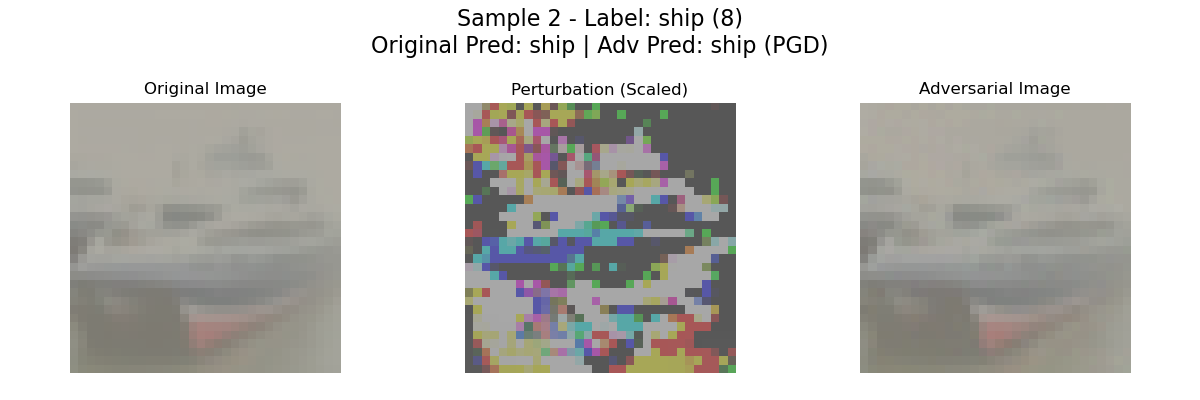 Sample 2 - Label: ship (8)
Original Pred: ship | Adv Pred: ship (PGD)
Original Image
Perturbation (Scaled)
Adversarial Image